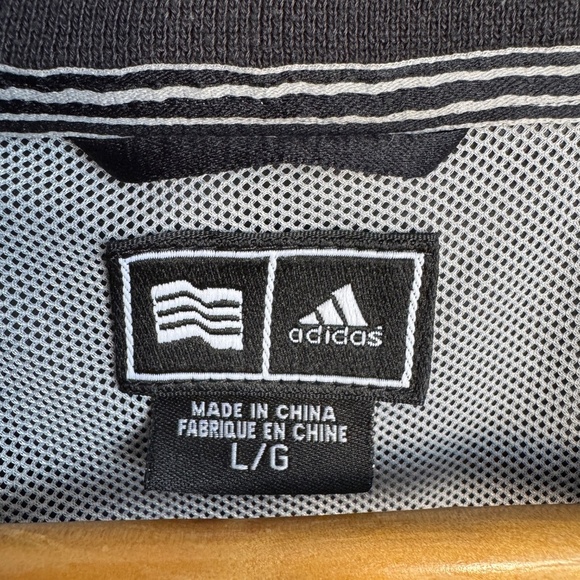 adidas
MADE IN CHINA
FABRIQUE EN CHINE
L/G